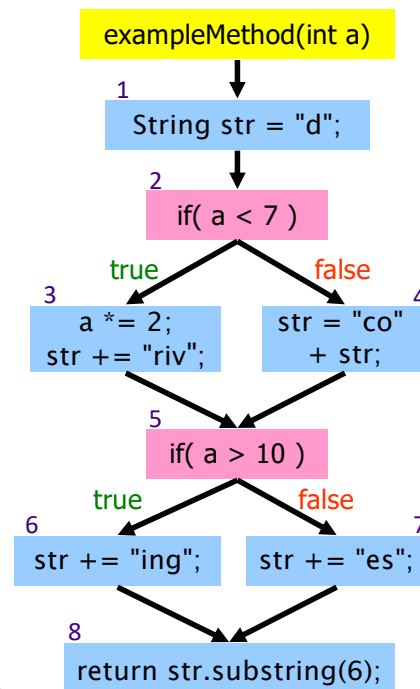 exampleMethod(int a)
1
String str = "d";
2
if( a < 7 )
true
false
3
a *= 2;
str += "riv";
4
str = "co"
+ str;
5
if( a > 10 )
true
false
6
str += "ing";
7
str += "es";
8
return str.substring(6);